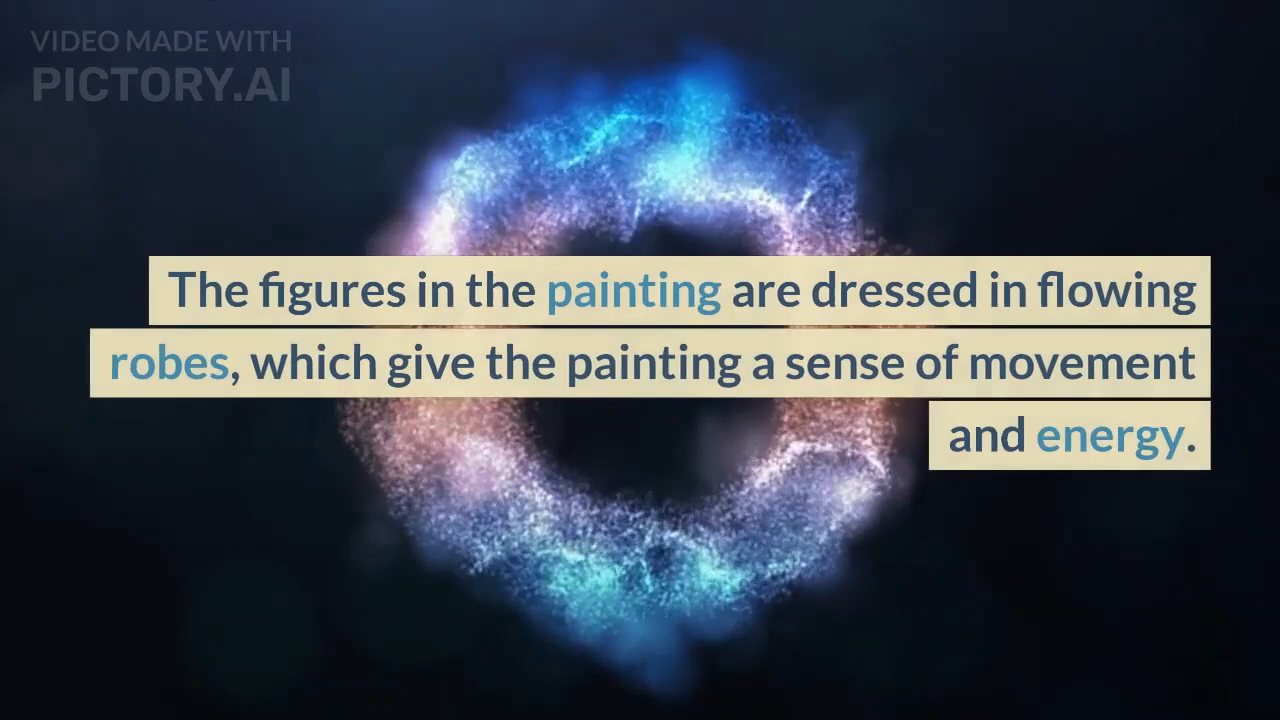 VIDEO MADE WITH
PICTORY.AI
The figures in the painting are dressed in flowing
robes, which give the painting a sense of movement
and energy.